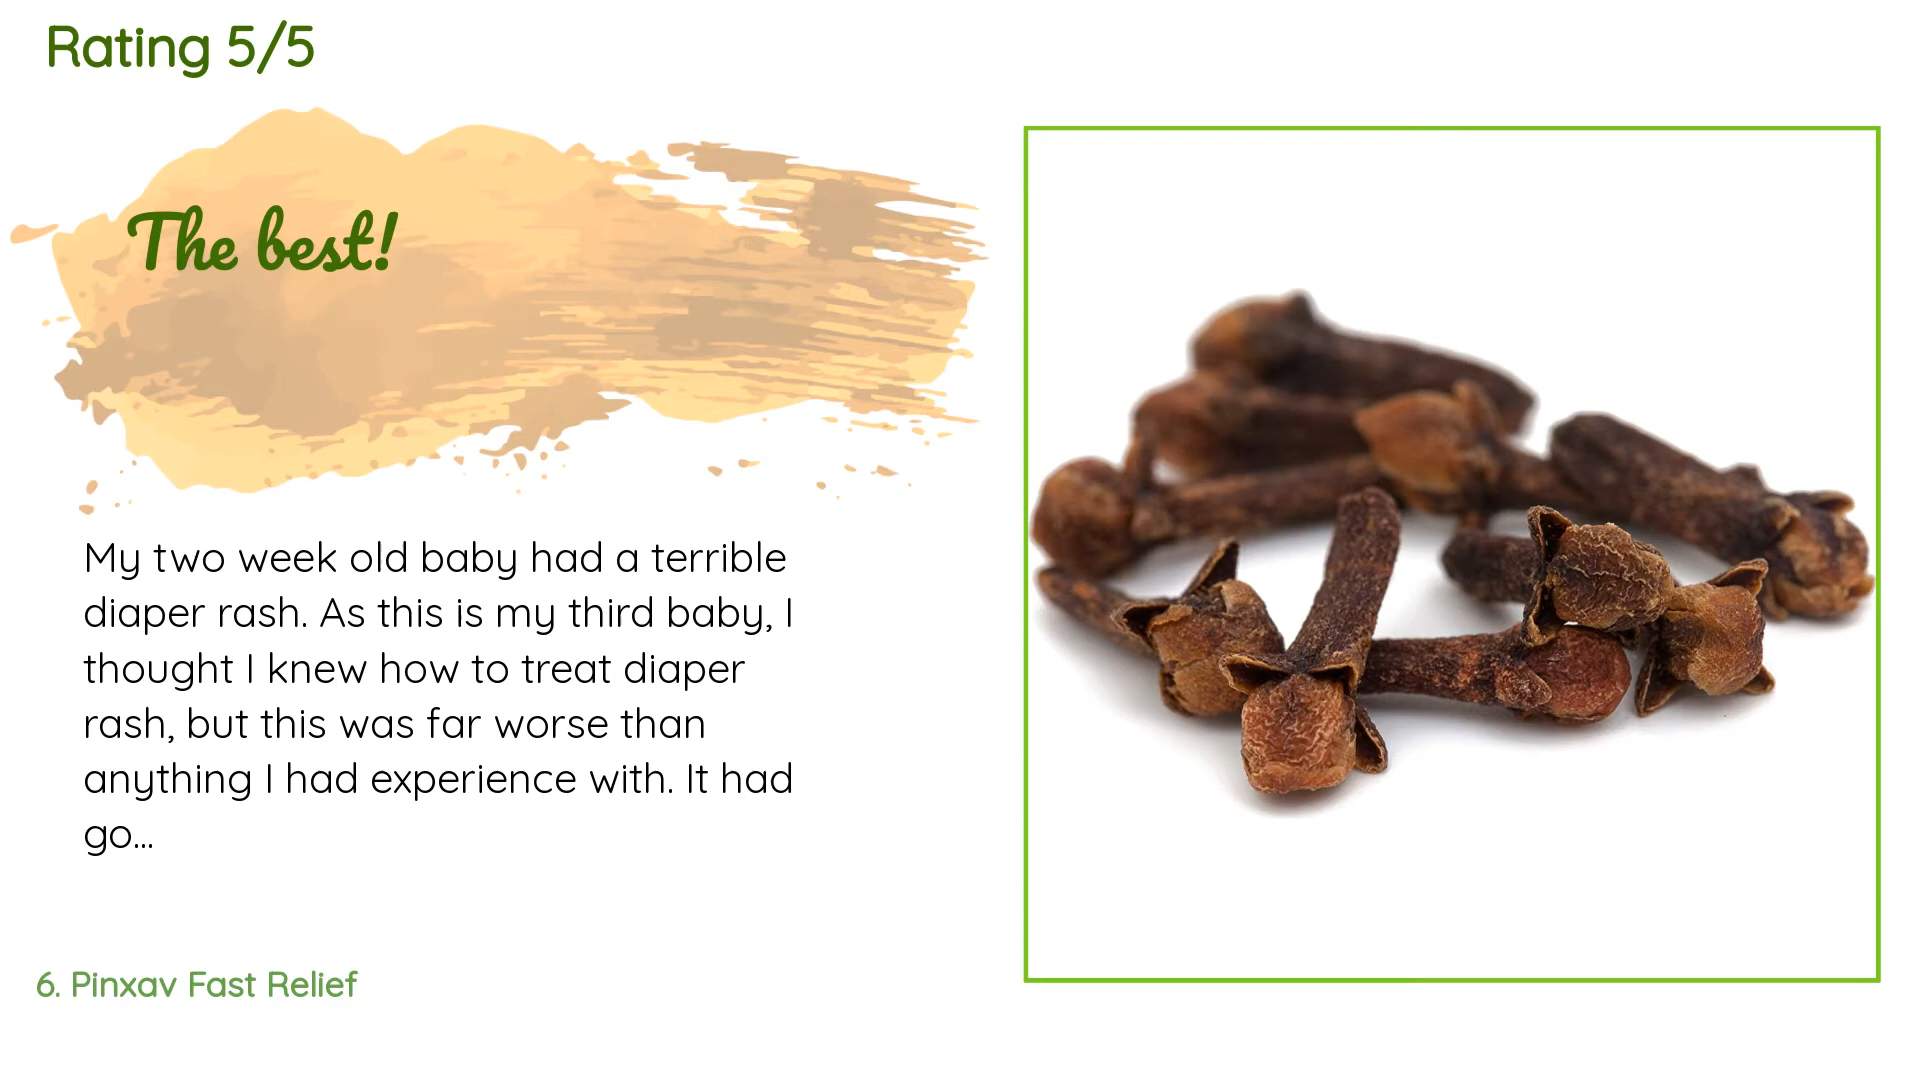 Rating 5/5
The best!
My two week old baby had a terrible
diaper rash. As this is my third baby, I
thought I knew how to treat diaper
rash, but this was far worse than
anything I had experience with. It had
go...
6. Pinxav Fast Relief